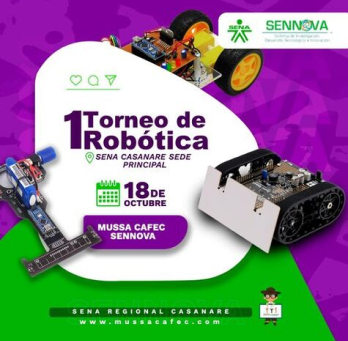 SENA
SENNOVA
1 Torneo de
Robótica
SENA CASANARE SEDE
PRINCIPAL
18 DE
OCTUBRE
MUSSA CAFEC
SENNOVA
SENA REGIONAL CASANARE
www.mussacafec.com